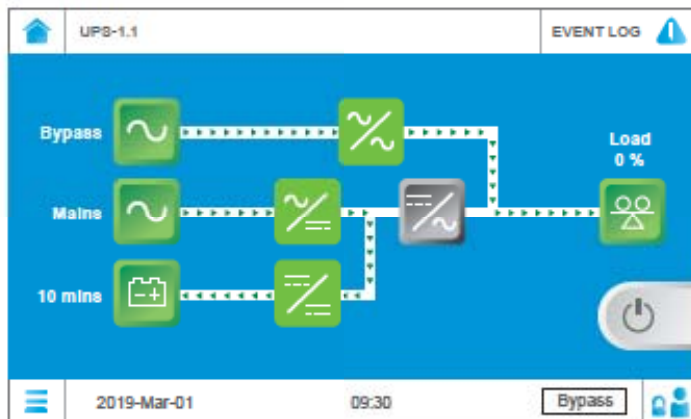 UPS-1.1
EVENT LOG
Bypass
Load
0 %
Mains
10 mins
2019-Mar-01
09:30
Bypass